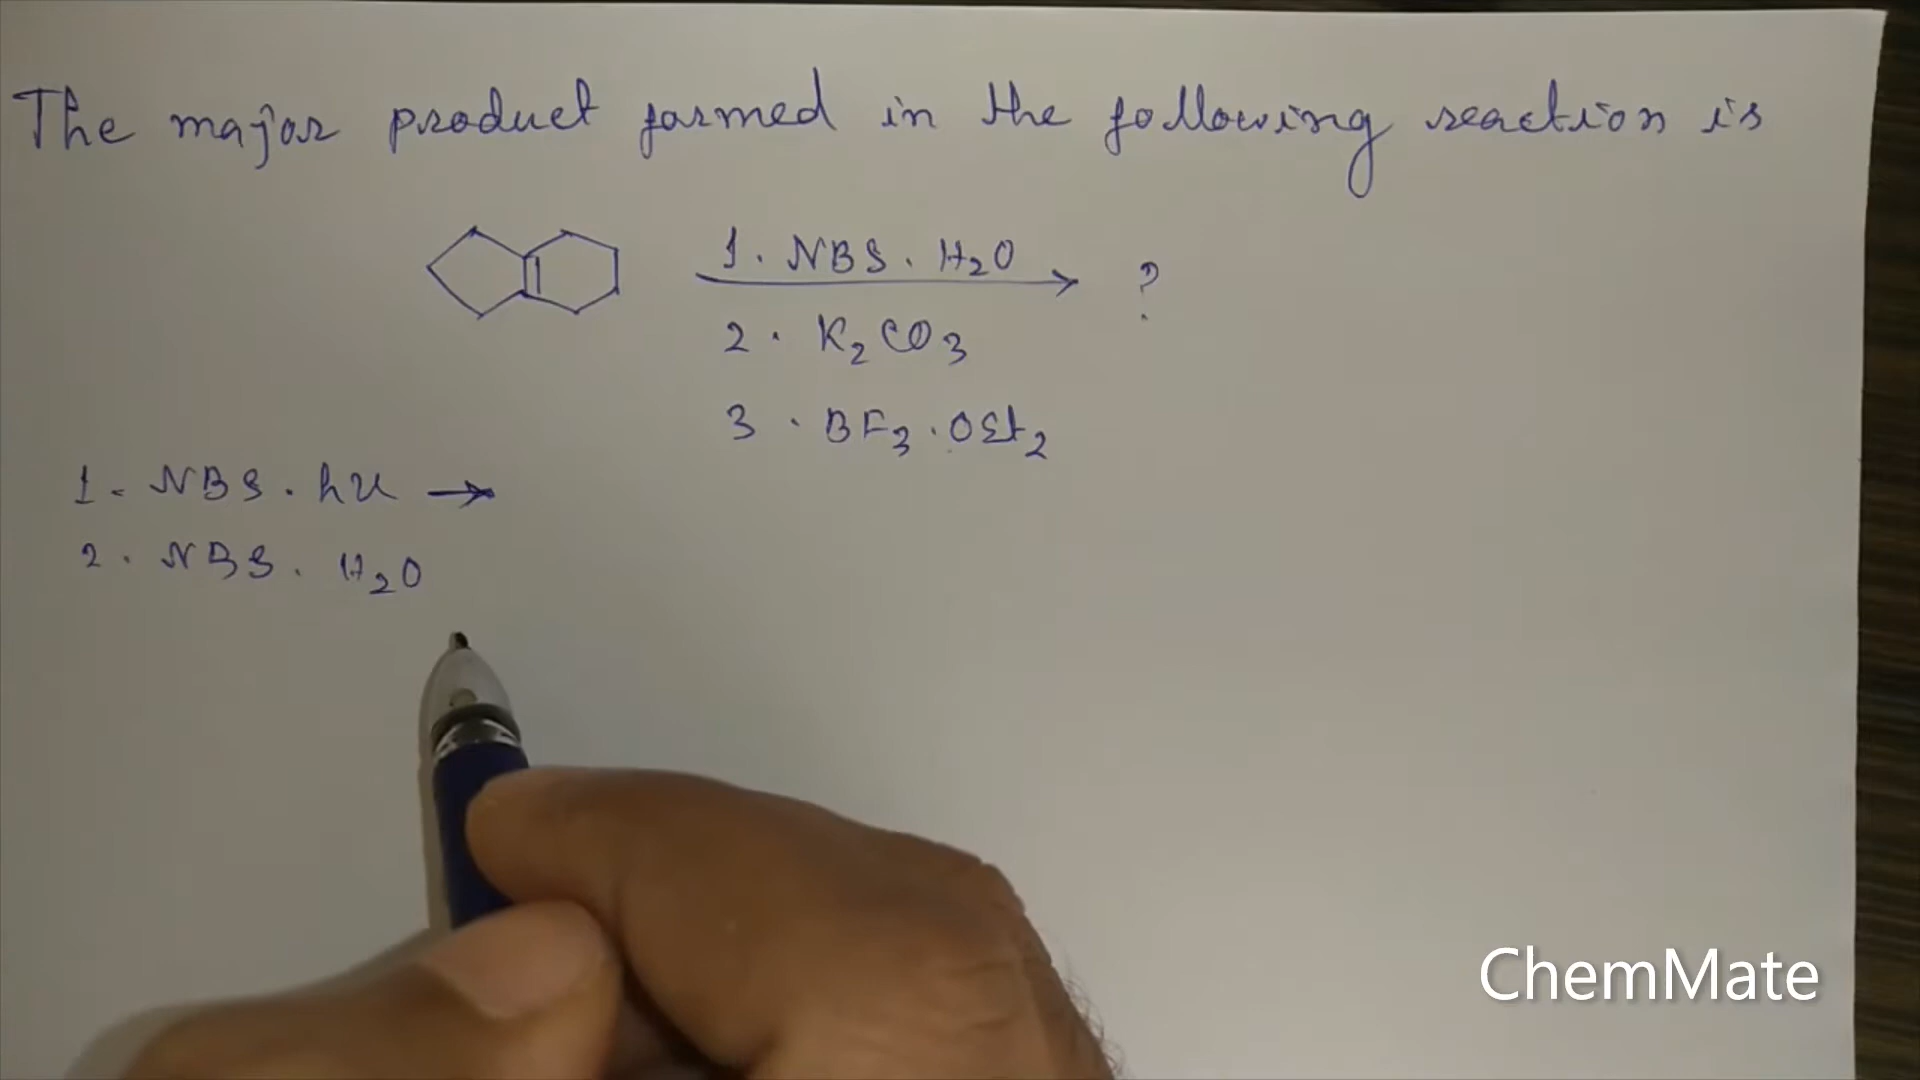 The major product formed in the following reaction is
1. NBS. H2O
?
2. K2CO3
3. BF3.OEt2
1. NBS. hν →
2. NBS. H2O
ChemMate